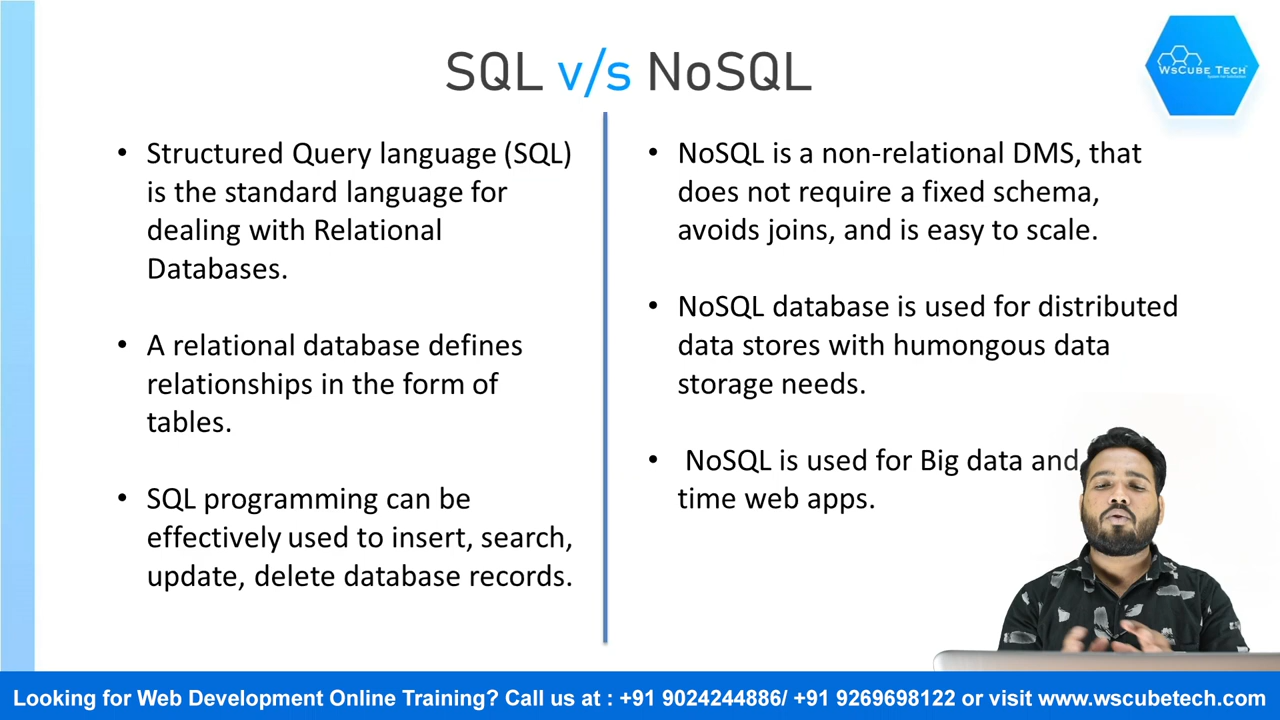 SQL v/s NoSQL
WsCube Tech
• Structured Query language (SQL)
is the standard language for
dealing with Relational
Databases.
• A relational database defines
relationships in the form of
tables.
• SQL programming can be
effectively used to insert, search,
update, delete database records.
• NoSQL is a non-relational DMS, that
does not require a fixed schema,
avoids joins, and is easy to scale.
• NoSQL database is used for distributed
data stores with humongous data
storage needs.
• NoSQL is used for Big data and
time web apps.
Looking for Web Development Online Training? Call us at : +91 9024244886/ +91 9269698122 or visit www.wscubetech.com